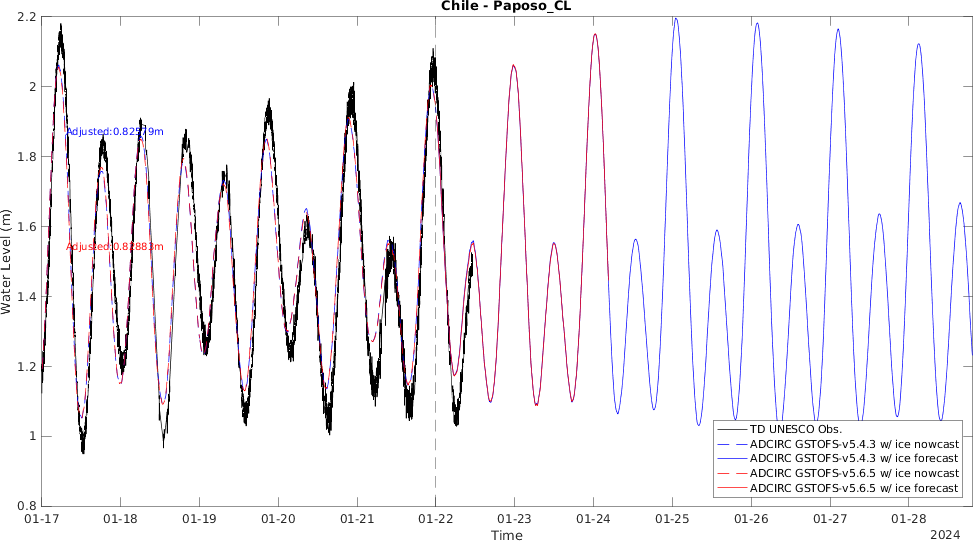 Chile - Paposo_CL
2.2
2
1.8
1.6
1.4
1.2
1
0.8
Water Level (m)
Adjusted:0.82579m
Adjusted:0.82883m
TD UNESCO Obs.
ADCIRC GSTOFS-v5.4.3 w/ ice nowcast
ADCIRC GSTOFS-v5.4.3 w/ ice forecast
ADCIRC GSTOFS-v5.6.5 w/ ice nowcast
ADCIRC GSTOFS-v5.6.5 w/ ice forecast
01-17 01-18 01-19 01-20 01-21 01-22 01-23 01-24 01-25 01-26 01-27 01-28
Time
2024